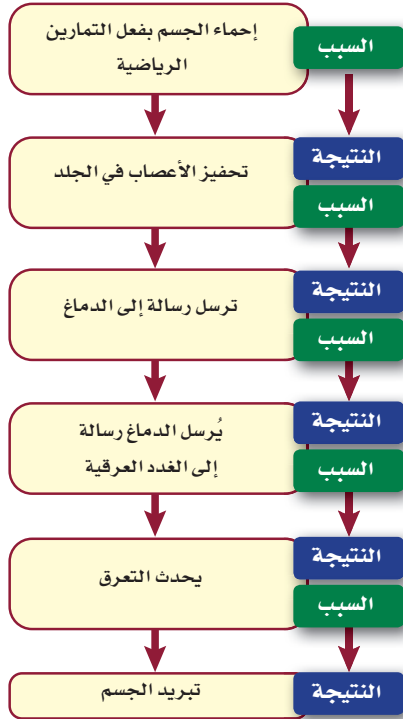 السبب
إحماء الجسم بفعل التمارين
الرياضية
النتيجة
تحفيز الأعصاب في الجلد
السبب
النتيجة
ترسل رسالة إلى الدماغ
السبب
النتيجة
يُرسل الدماغ رسالة
إلى الغدد العرقية
السبب
النتيجة
يحدث التعرق
السبب
النتيجة
تبريد الجسم